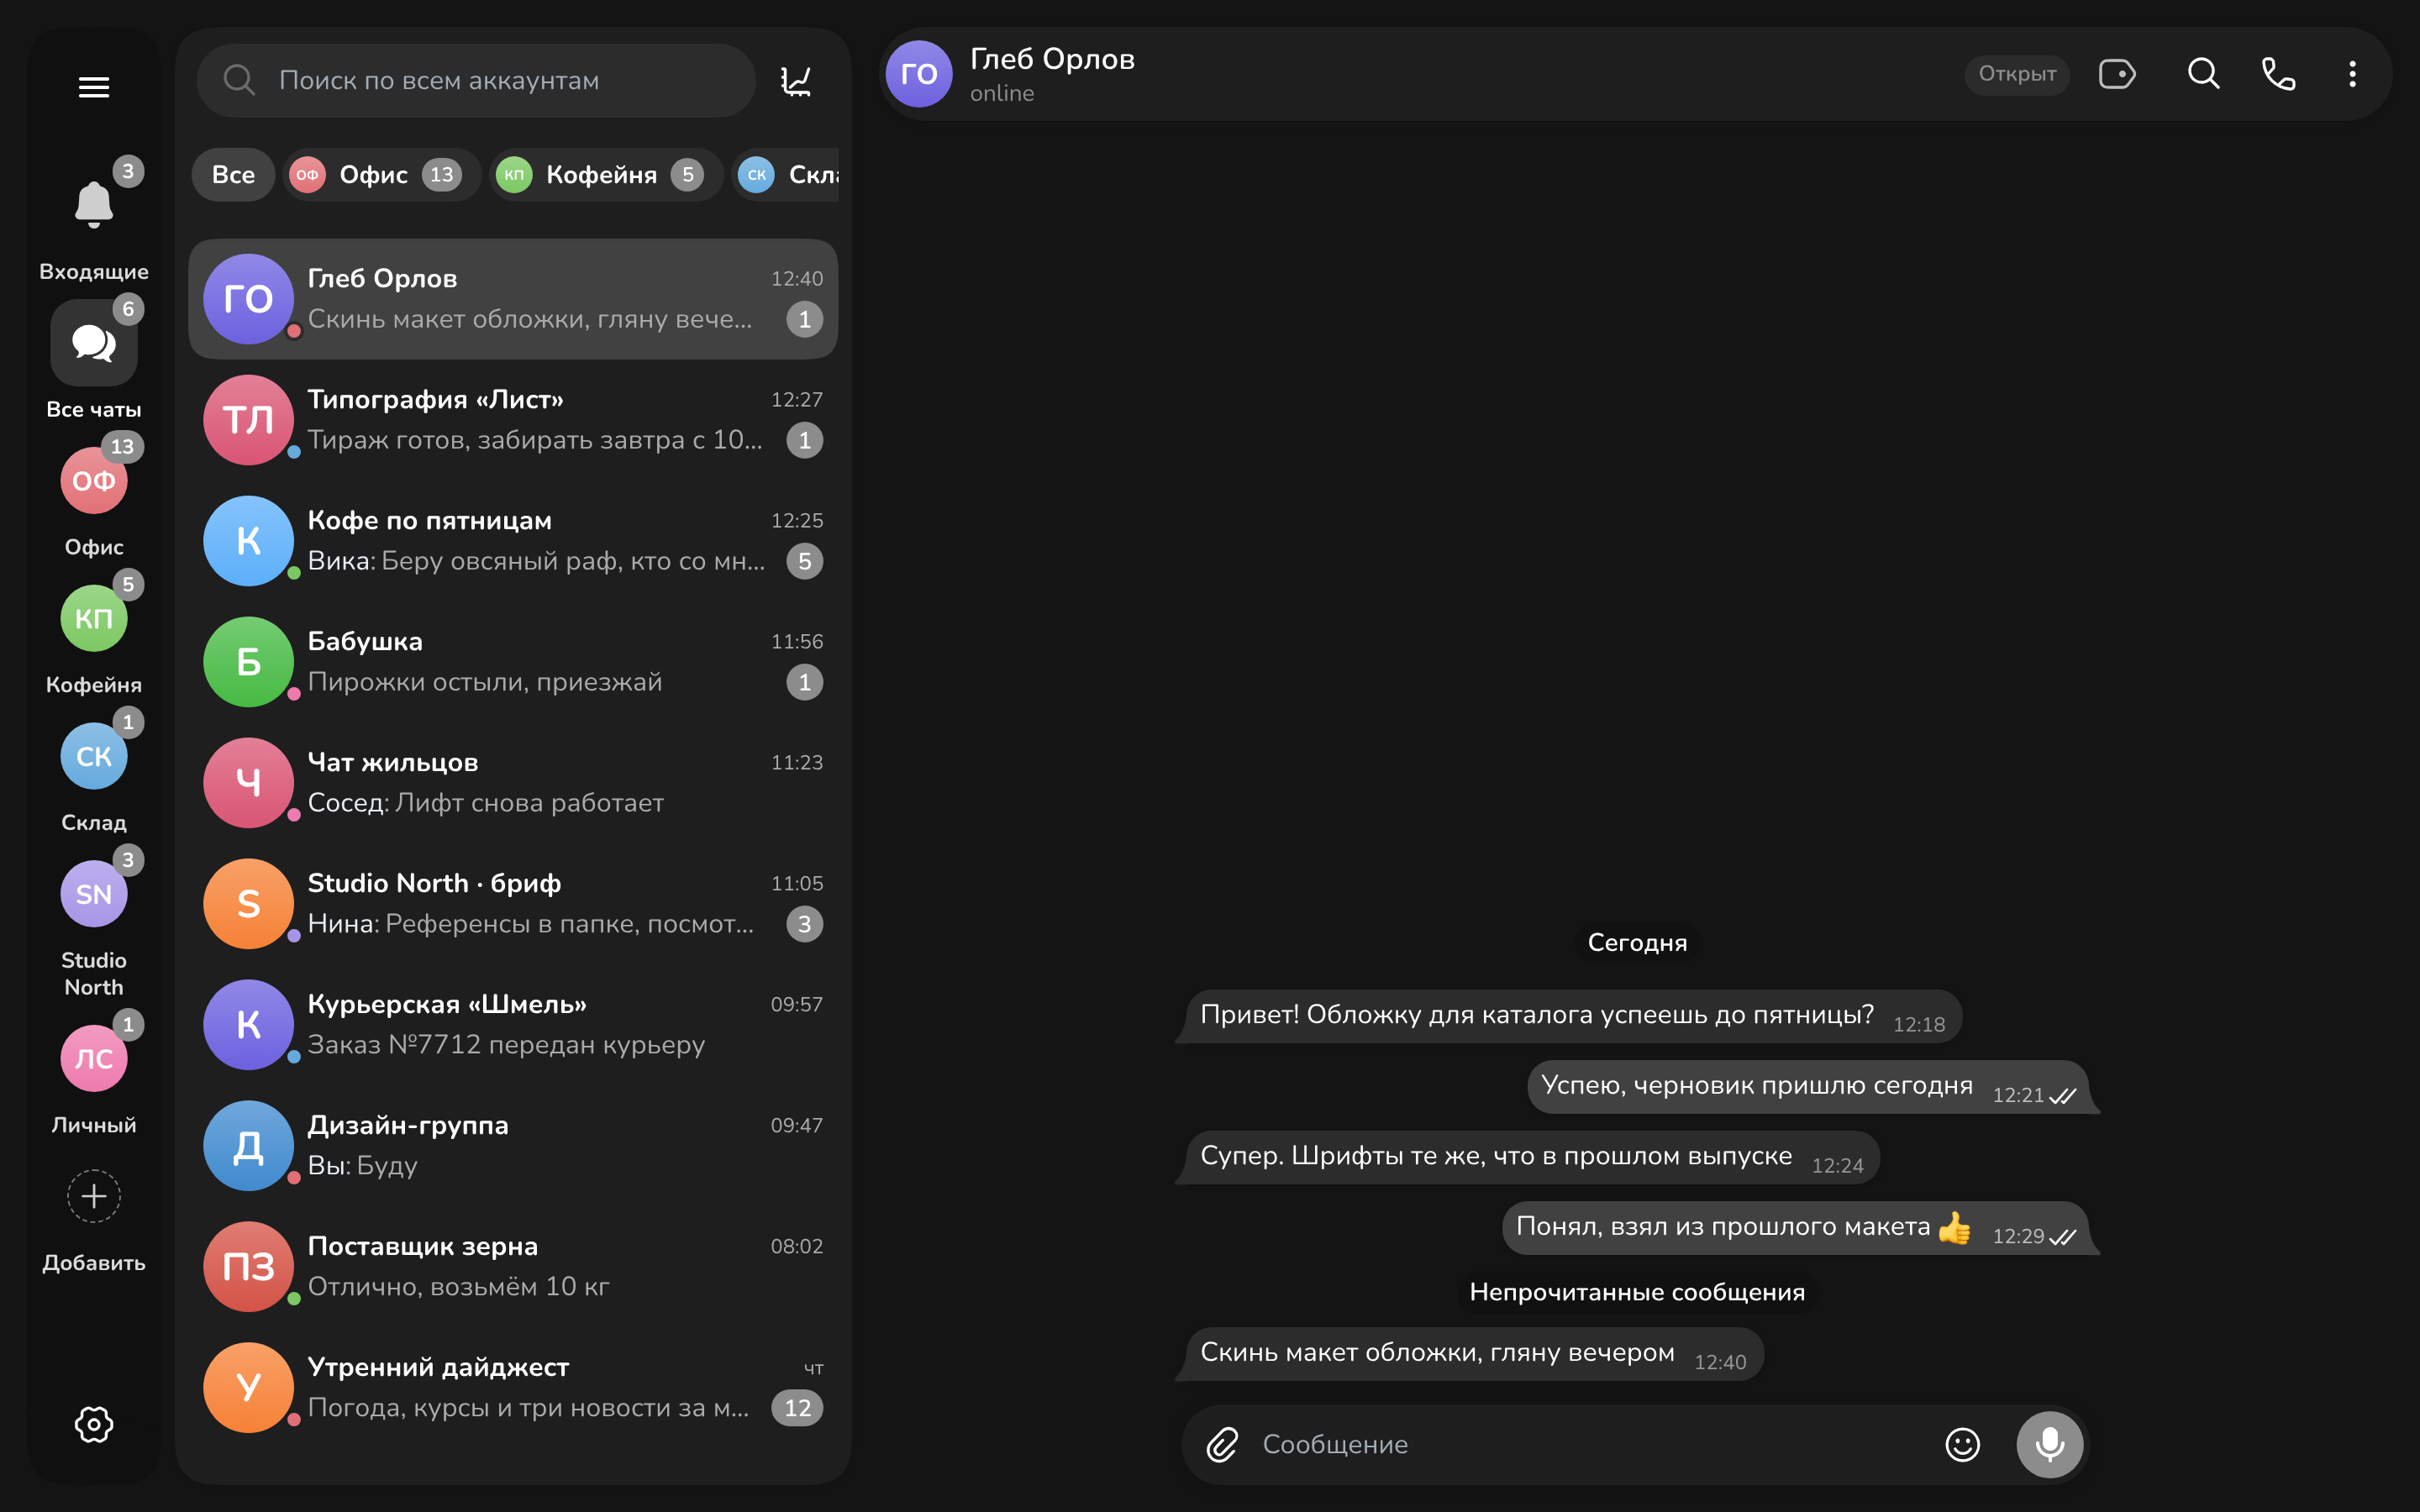 3
Входящие
6
Все чаты
13
ОФ
Офис
5
КП
Кофейня
1
СК
Склад
3
SN
Studio
North
1
ЛС
Личный
Добавить
Поиск по всем аккаунтам
Все
ОФ Офис 13
КП Кофейня 5
СК Скла
ГО
Глеб Орлов 12:40
Скинь макет обложки, гляну вече... 1
ТЛ
Типография «Лист» 12:27
Тираж готов, забирать завтра с 10... 1
К
Кофе по пятницам 12:25
Вика: Беру овсяный раф, кто со мн... 5
Б
Бабушка 11:56
Пирожки остыли, приезжай 1
Ч
Чат жильцов 11:23
Сосед: Лифт снова работает
S
Studio North · бриф 11:05
Нина: Референсы в папке, посмот... 3
К
Курьерская «Шмель» 09:57
Заказ №7712 передан курьеру
Д
Дизайн-группа 09:47
Вы: Буду
ПЗ
Поставщик зерна 08:02
Отлично, возьмём 10 кг
У
Утренний дайджест чт
Погода, курсы и три новости за м... 12
ГО
Глеб Орлов
online
Открыт
Сегодня
Привет! Обложку для каталога успеешь до пятницы? 12:18
Успею, черновик пришлю сегодня 12:21
Супер. Шрифты те же, что в прошлом выпуске 12:24
Понял, взял из прошлого макета 👍 12:29
Непрочитанные сообщения
Скинь макет обложки, гляну вечером 12:40
Сообщение